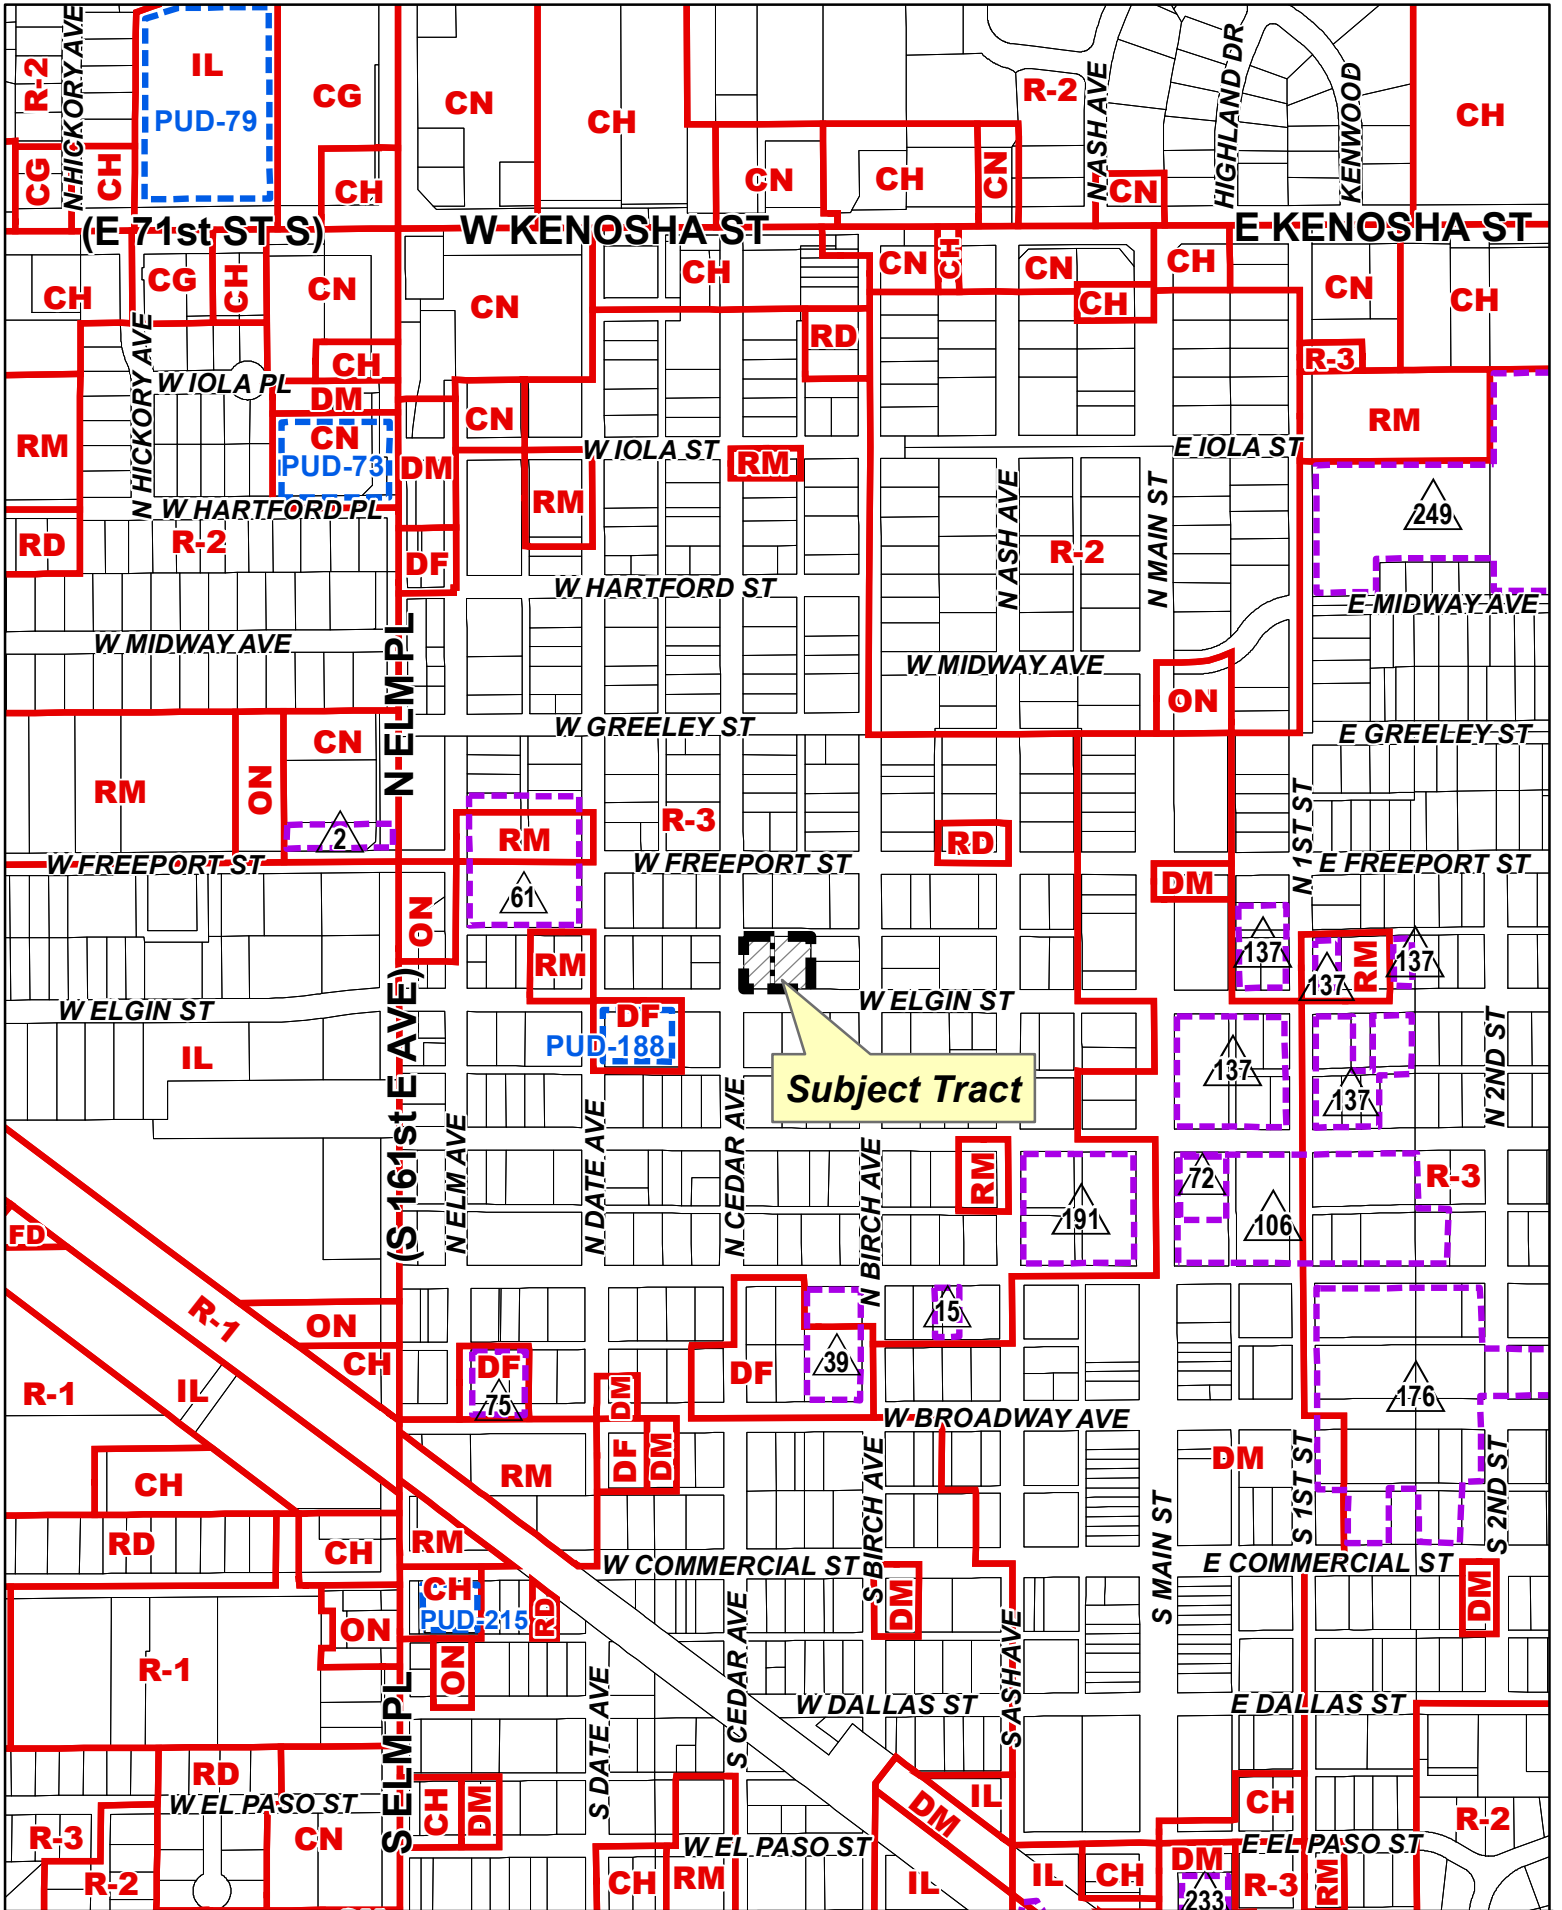 R-2
N HICKORY AVE
IL
PUD-79
CG
CN
CH
R-2
N ASH AVE
HIGHLAND DR
KENWOOD
CH
CG
CH
CH
CN
CH
CN
CN
(E 71st ST S)
W KENOSHA ST
E KENOSHA ST
CH
CG
CH
CN
CN
CH
CN
CH
CN
CH
CH
CN
CH
N HICKORY AVE
CH
RD
R-3
W IOLA PL
DM
CN
RM
RM
CN
PUD-73
DM
W IOLA ST
RM
E IOLA ST
RM
249
W HARTFORD PL
RD
R-2
DF
N ASH AVE
R-2
N MAIN ST
W HARTFORD ST
E MIDWAY AVE
W MIDWAY AVE
N ELM PL
W MIDWAY AVE
ON
W GREELEY ST
E GREELEY ST
CN
RM
ON
2
RM
R-3
RD
N 1ST ST
W FREEPORT ST
W FREEPORT ST
E FREEPORT ST
61
ON
DM
137
137
RM
137
RM
W ELGIN ST
W ELGIN ST
DF
PUD-188
IL
Subject Tract
137
137
N 2ND ST
(S 161st E AVE)
N ELM AVE
N DATE AVE
N CEDAR AVE
N BIRCH AVE
RM
191
72
106
R-3
FD
R-1
ON
CH
15
39
DF
DF
75
DM
176
R-1
IL
W BROADWAY AVE
CH
RM
DF
DM
S BIRCH AVE
DM
S 1ST ST
S 2ND ST
RD
CH
RM
W COMMERCIAL ST
S MAIN ST
E COMMERCIAL ST
CH
PUD-215
RD
DM
DM
ON
R-1
ON
S ELM PL
S DATE AVE
S CEDAR AVE
W DALLAS ST
S ASH AVE
E DALLAS ST
RD
W EL PASO ST
CH
DM
IL
DM
CH
R-2
R-3
CN
W EL PASO ST
E EL PASO ST
R-2
CH
RM
IL
IL
CH
DM
233
R-3
RM